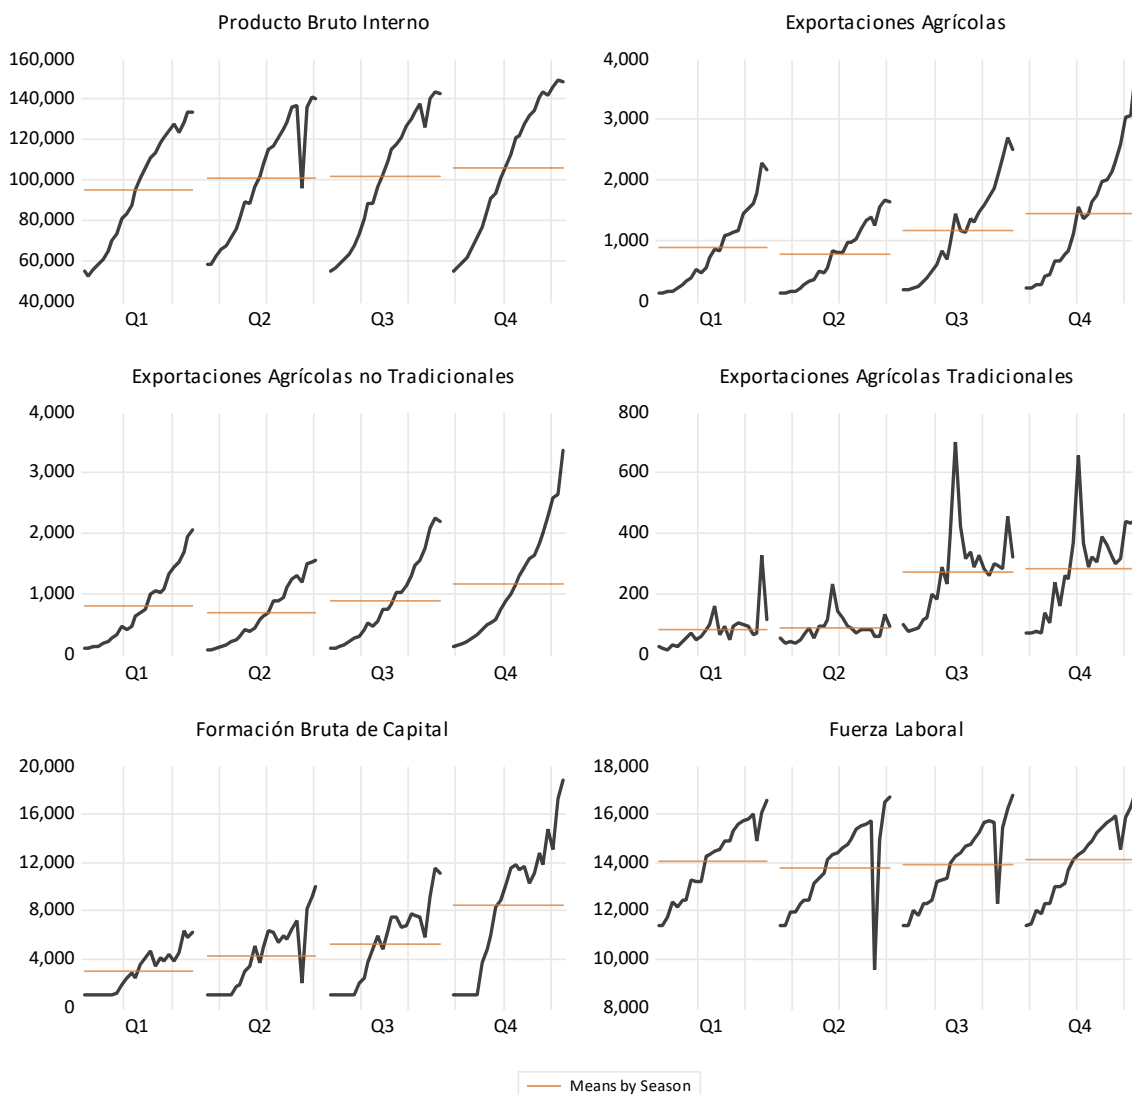 Producto Bruto Interno
160,000
140,000
120,000
100,000
80,000
60,000
40,000
Q1 Q2 Q3 Q4
Exportaciones Agrícolas
4,000
3,000
2,000
1,000
0
Q1 Q2 Q3 Q4
Exportaciones Agrícolas no Tradicionales
4,000
3,000
2,000
1,000
0
Q1 Q2 Q3 Q4
Exportaciones Agrícolas Tradicionales
800
600
400
200
0
Q1 Q2 Q3 Q4
Formación Bruta de Capital
20,000
16,000
12,000
8,000
4,000
0
Q1 Q2 Q3 Q4
Fuerza Laboral
18,000
16,000
14,000
12,000
10,000
8,000
Q1 Q2 Q3 Q4
Means by Season